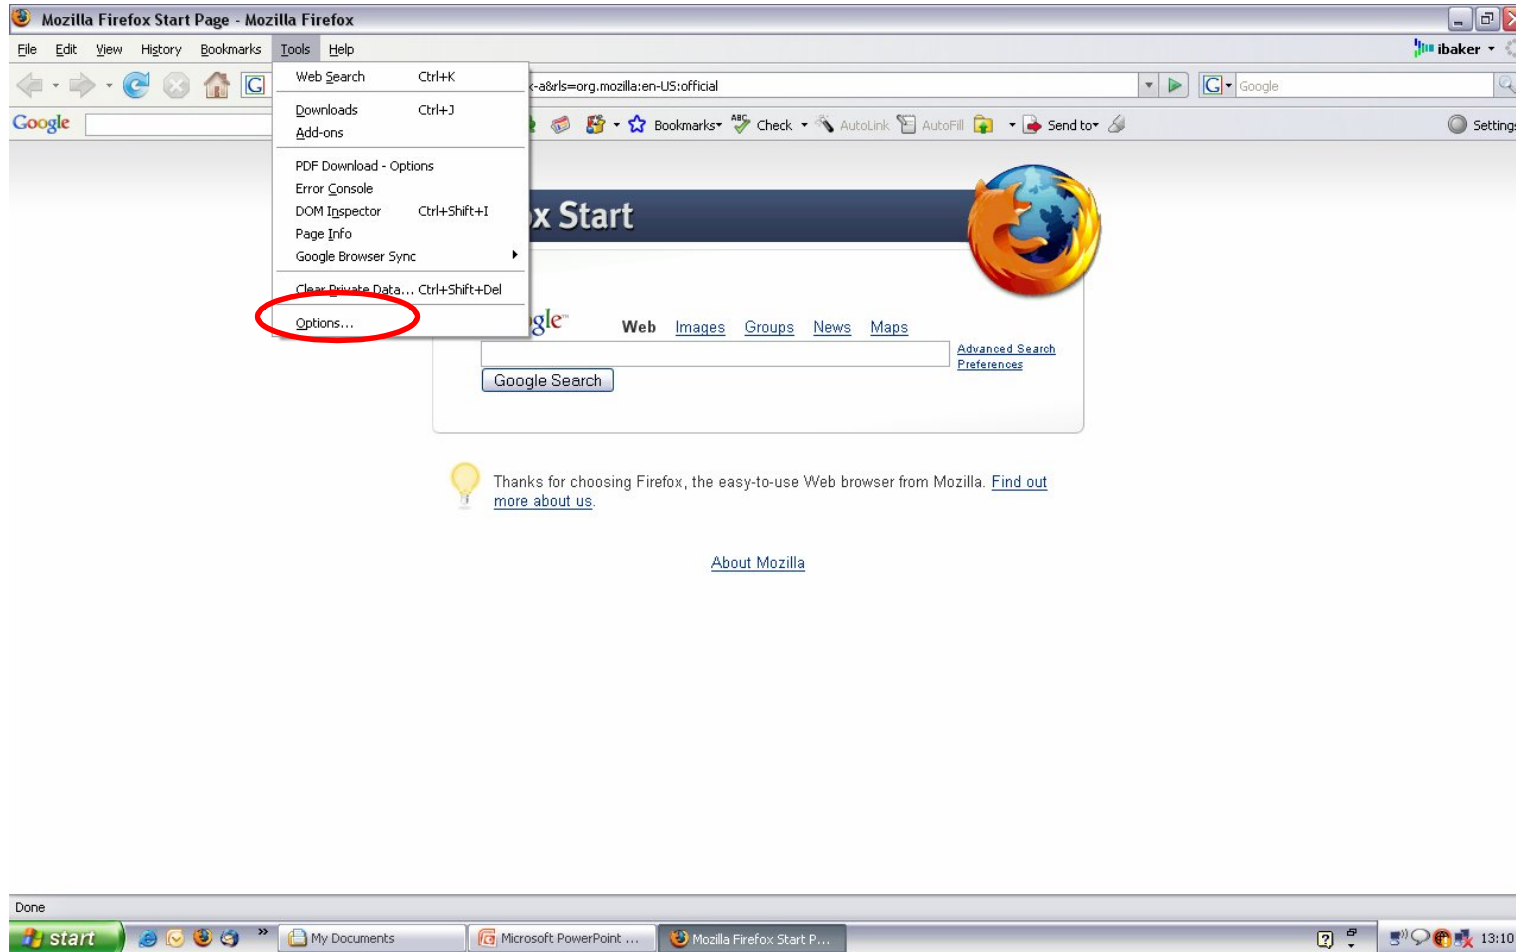 Mozilla Firefox Start Page - Mozilla Firefox
File Edit View History Bookmarks Tools Help
ibaker
Web Search Ctrl+K
-a&rls=org.mozilla:en-US:official
G Google
Downloads Ctrl+J
Add-ons
Google
Bookmarks ABC Check AutoLink AutoFill Send to
Settings
PDF Download - Options
Error Console
DOM Inspector Ctrl+Shift+I
Page Info
Google Browser Sync
Clear Private Data... Ctrl+Shift+Del
Options...
x Start
gle™
Web Images Groups News Maps
Advanced Search
Preferences
Google Search
Thanks for choosing Firefox, the easy-to-use Web browser from Mozilla. Find out
more about us.
About Mozilla
Done
start
My Documents
Microsoft PowerPoint ...
Mozilla Firefox Start P...
13:10